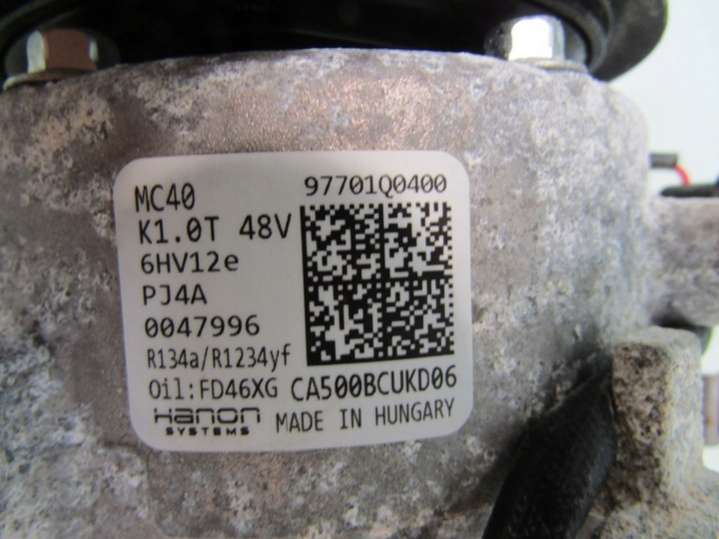 MC40 97701Q0400
K1.0T 48V
6HV12e
PJ4A
0047996
R134a/R1234yf
Oil:FD46XG CA500BCUKD06
Hanon SYSTEMS MADE IN HUNGARY